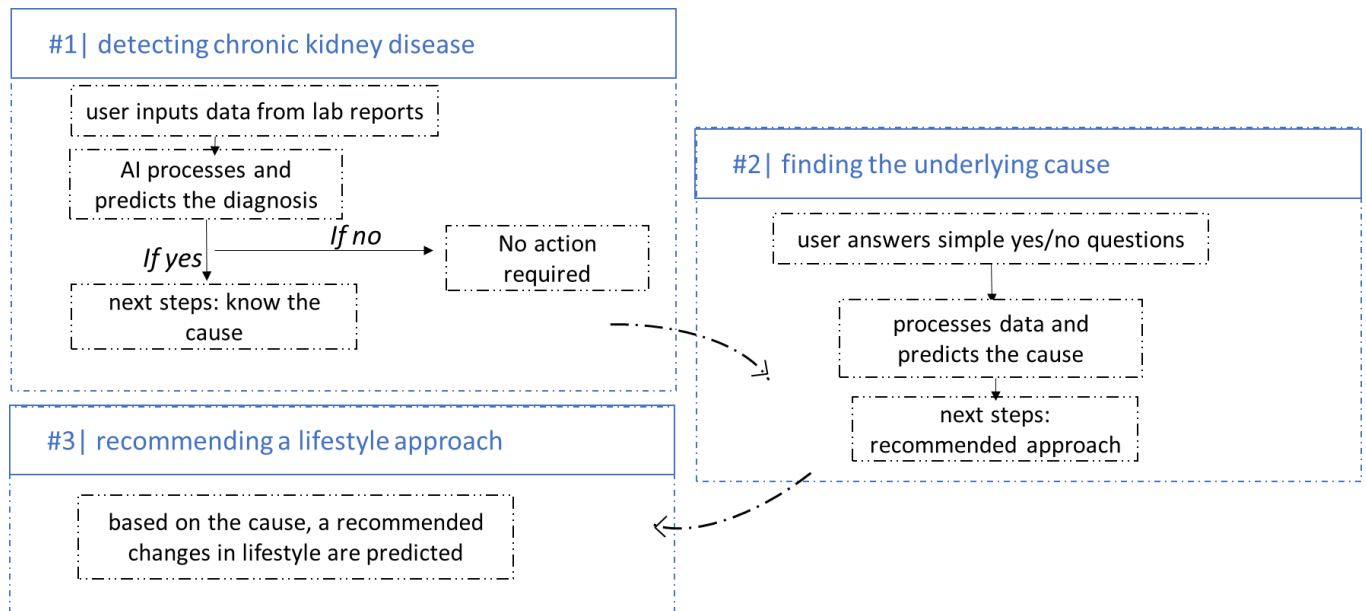 #1| detecting chronic kidney disease
user inputs data from lab reports
AI processes and
predicts the diagnosis
If no
If yes
No action
required
next steps: know the
cause
#2| finding the underlying cause
user answers simple yes/no questions
processes data and
predicts the cause
next steps:
recommended approach
#3| recommending a lifestyle approach
based on the cause, a recommended
changes in lifestyle are predicted